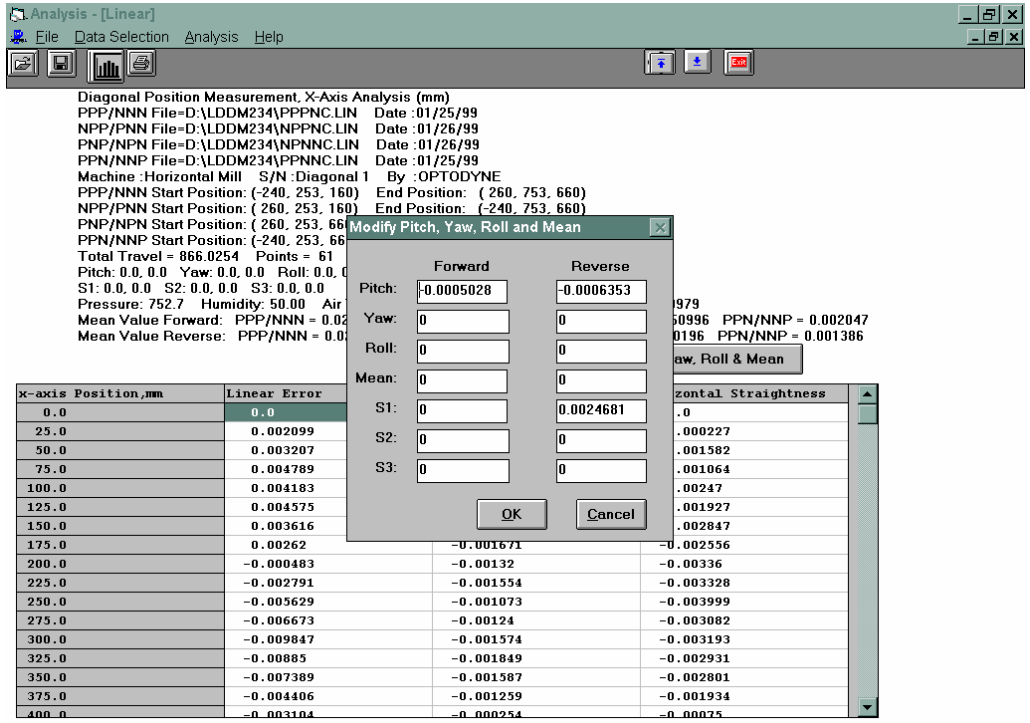 Analysis - [Linear]
File Data Selection Analysis Help
Exit
Diagonal Position Measurement, X-Axis Analysis (mm)
PPP/NNN File=D:\LDDM234\PPPNC.LIN Date :01/25/99
NPP/PNN File=D:\LDDM234\NPPNC.LIN Date :01/26/99
PNP/NPN File=D:\LDDM234\NPNNC.LIN Date :01/26/99
PPN/NNP File=D:\LDDM234\PPNNC.LIN Date :01/25/99
Machine :Horizontal Mill S/N :Diagonal 1 By :OPTODYNE
PPP/NNN Start Position: (-240, 253, 160) End Position: ( 260, 753, 660)
NPP/PNN Start Position: ( 260, 253, 160) End Position: (-240, 753, 660)
PNP/NPN Start Position: ( 260, 253, 66
PPN/NNP Start Position: (-240, 253, 66
Total Travel = 866.0254 Points = 61
Pitch: 0.0, 0.0 Yaw: 0.0, 0.0 Roll: 0.0,
S1: 0.0, 0.0 S2: 0.0, 0.0 S3: 0.0, 0.0
Pressure: 752.7 Humidity: 50.00 Air 0979
Mean Value Forward: PPP/NNN = 0.02 50996 PPN/NNP = 0.002047
Mean Value Reverse: PPP/NNN = 0.0 0196 PPN/NNP = 0.001386
aw, Roll & Mean
Modify Pitch, Yaw, Roll and Mean
Forward Reverse
Pitch: -0.0005028 -0.0006353
Yaw: 0 0
Roll: 0 0
Mean: 0 0
S1: 0 0.0024681
S2: 0 0
S3: 0 0
OK Cancel
x-axis Position,mm Linear Error zontal Straightness
0.0 0.0 .0
25.0 0.002099 .000227
50.0 0.003207 .001582
75.0 0.004789 .001064
100.0 0.004183 .00247
125.0 0.004575 .001927
150.0 0.003616 .002847
175.0 0.00262 -0.001671 -0.002556
200.0 -0.000483 -0.00132 -0.00336
225.0 -0.002791 -0.001554 -0.003328
250.0 -0.005629 -0.001073 -0.003999
275.0 -0.006673 -0.00124 -0.003082
300.0 -0.009847 -0.001574 -0.003193
325.0 -0.00885 -0.001849 -0.002931
350.0 -0.007389 -0.001587 -0.002801
375.0 -0.004406 -0.001259 -0.001934
400.0 -0.003104 -0.000254 -0.00075